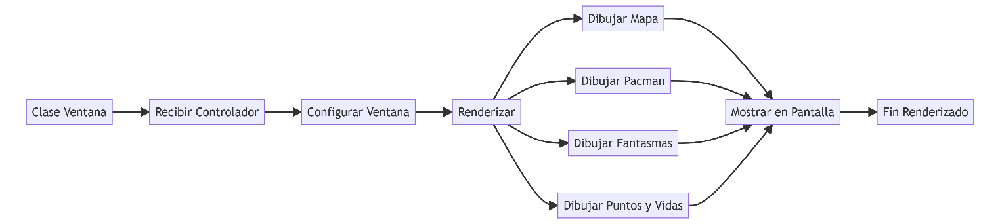 Clase Ventana
Recibir Controlador
Configurar Ventana
Renderizar
Dibujar Mapa
Dibujar Pacman
Dibujar Fantasmas
Dibujar Puntos y Vidas
Mostrar en Pantalla
Fin Renderizado